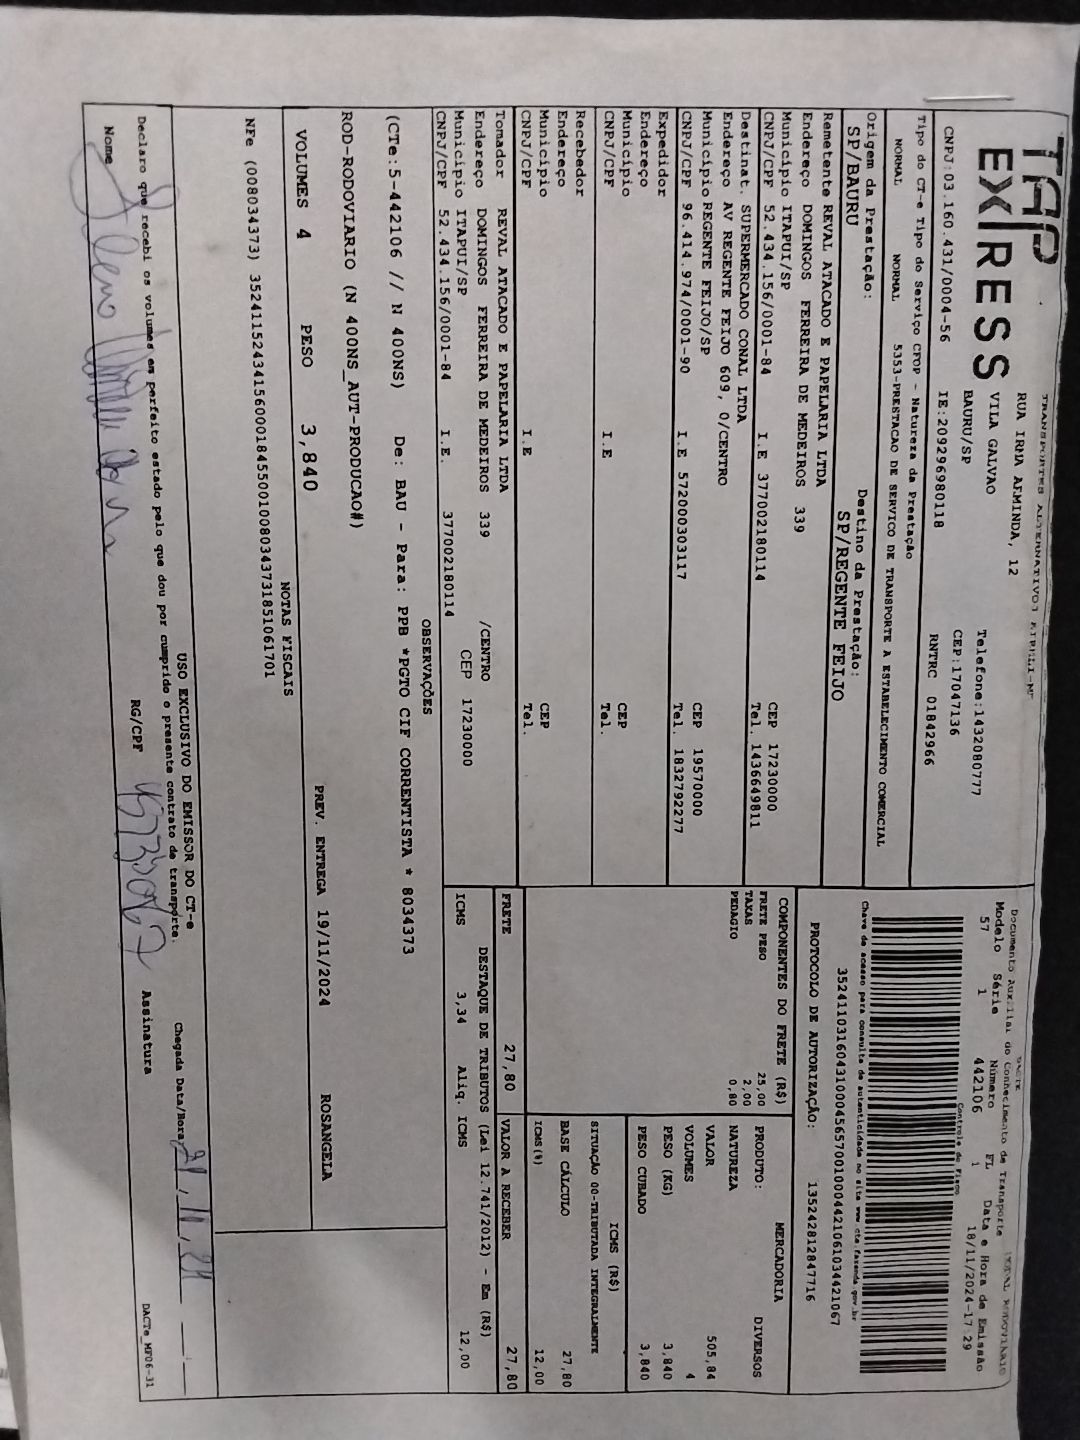 TAP
EX/RESS
RUA IRMA ARMINDA, 12
VILA GALVAO
BAURU/SP
Telefone:1432080777
CEP:17047136
CNPJ:03.160.431/0004-56 IE:209296980118 RNTRC 01842966
Tipo do CT-e Tipo do Serviço CFOP - Natureza da Prestação
NORMAL NORMAL 5353-PRESTACAO DE SERVICO DE TRANSPORTE A ESTABELECIMENTO COMERCIAL
Origem da Prestação: Destino da Prestação:
SP/BAURU SP/REGENTE FEIJO
Documento Auxiliar do Conhecimento de Transporte
Modelo Série Número FL Data e Hora de Emissão
57 1 442106 1 18/11/2024-17:29
Controle do Fisco
Chave de acesso para consulta de autenticidade no site www.cte.fazenda.gov.br
35241103160431000456570010004421061034421067
PROTOCOLO DE AUTORIZAÇÃO: 135242812847716
Remetente REVAL ATACADO E PAPELARIA LTDA
Endereço DOMINGOS FERREIRA DE MEDEIROS 339
Município ITAPUI/SP CEP 17230000
CNPJ/CPF 52.434.156/0001-84 I.E 377002180114 Tel. 1436649811
Destinat. SUPERMERCADO CONAL LTDA
Endereço AV REGENTE FEIJO 609, 0/CENTRO
Município REGENTE FEIJO/SP CEP 19570000
CNPJ/CPF 96.414.974/0001-90 I.E 572000303117 Tel. 1832792277
Expedidor
Endereço
Município CEP
CNPJ/CPF I.E Tel.
Recebedor
Endereço
Município CEP
CNPJ/CPF I.E Tel.
Tomador REVAL ATACADO E PAPELARIA LTDA
Endereço DOMINGOS FERREIRA DE MEDEIROS 339 /CENTRO
Município ITAPUI/SP CEP 17230000
CNPJ/CPF 52.434.156/0001-84 I.E. 377002180114
COMPONENTES DO FRETE (R$)
FRETE PESO 25,00
TAXAS 2,00
PEDAGIO 0,80
MERCADORIA
PRODUTO: DIVERSOS
NATUREZA
VALOR 505,84
VOLUMES 4
PESO (KG) 3,840
PESO CUBADO 3,840
ICMS (R$)
SITUAÇÃO 00-TRIBUTADA INTEGRALMENTE
BASE CÁLCULO 27,80
ICMS(%) 12,00
FRETE 27,80 VALOR A RECEBER 27,80
DESTAQUE DE TRIBUTOS (Lei 12.741/2012) - Em (R$)
ICMS 3,34 Aliq. ICMS 12,00
OBSERVAÇÕES
(CTe:5-442106 // N 400NS) De: BAU - Para: PPB *PGTO CIF CORRENTISTA * 8034373
ROD-RODOVIARIO (N 400NS_AUT-PRODUCAO#)
VOLUMES 4 PESO 3,840 PREV. ENTREGA 19/11/2024 ROSANGELA
NOTAS FISCAIS
NFe (008034373) 35241152434156000184550010080343731851061701
USO EXCLUSIVO DO EMISSOR DO CT-e
Declaro que recebi os volumes em perfeito estado pelo que dou por cumprido o presente contrato de transporte.
Chegada Data/Hora 21,11,24
Nome RG/CPF Assinatura
DACTe_MF06-31